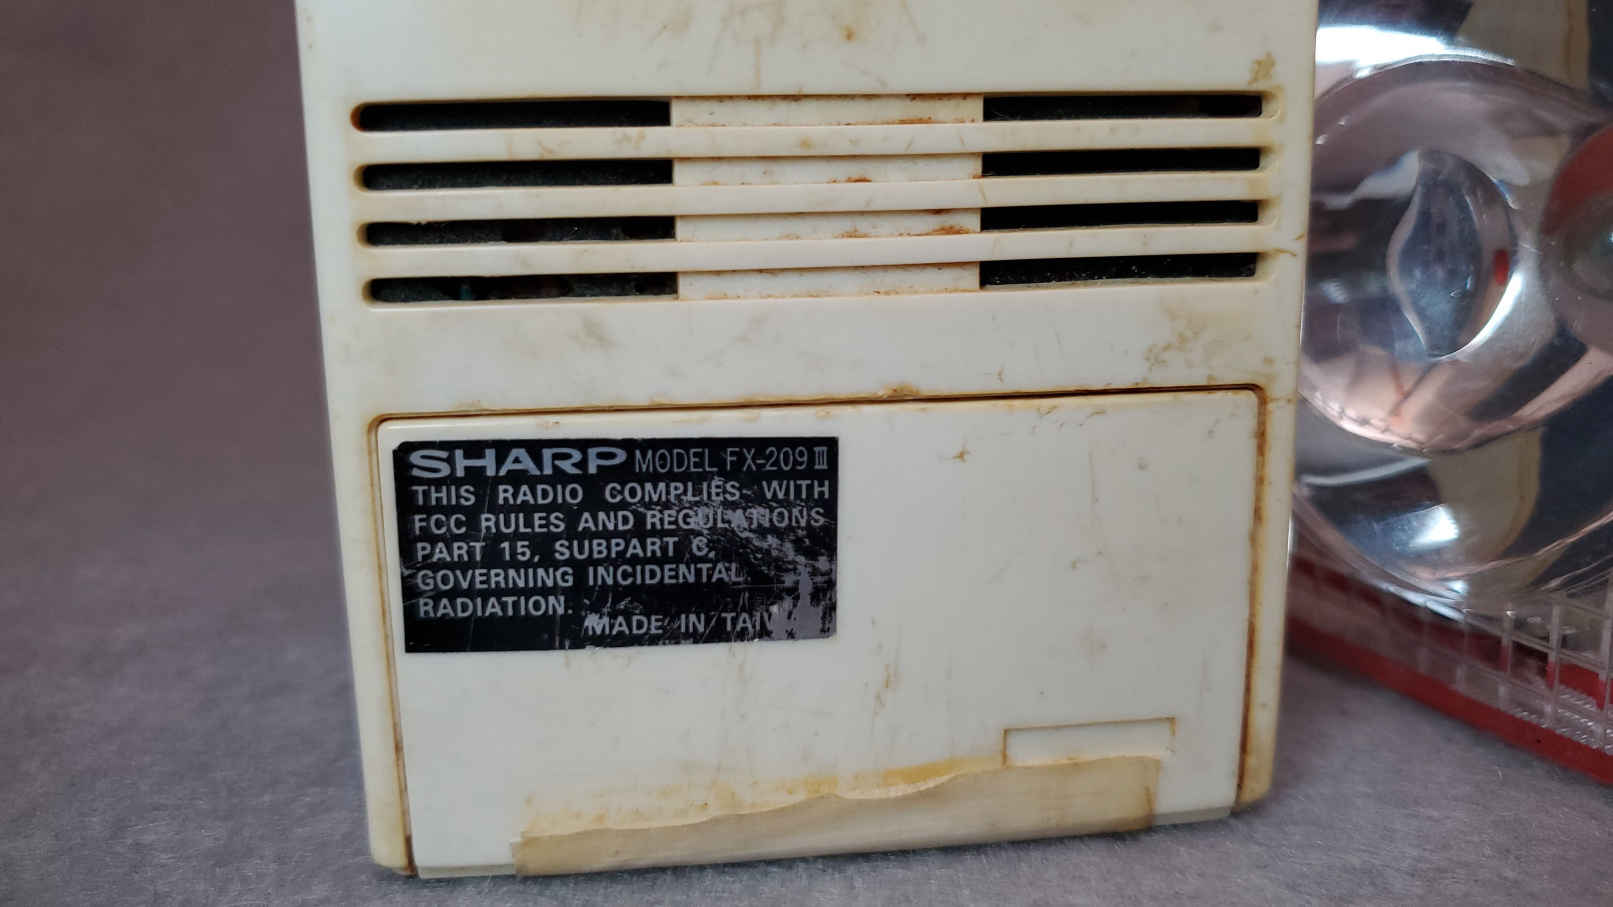 SHARP MODEL FX-209 III
THIS RADIO COMPLIES WITH
FCC RULES AND REGULATIONS
PART 15, SUBPART C,
GOVERNING INCIDENTAL
RADIATION.
MADE IN